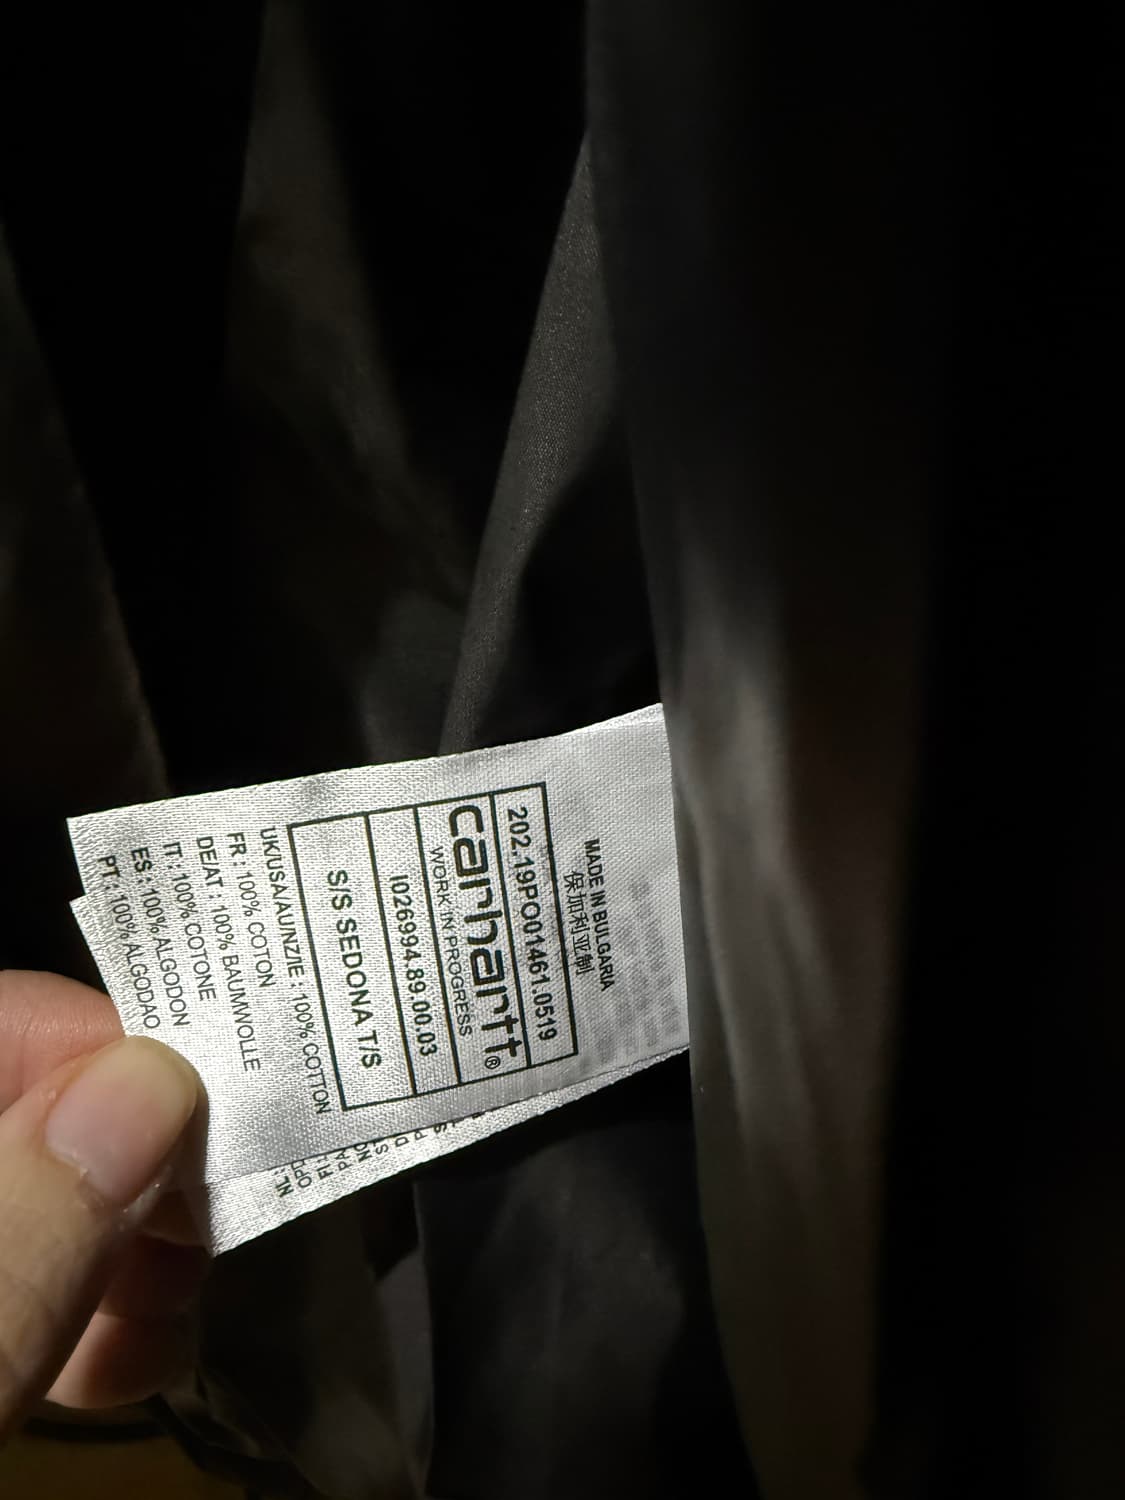 MADE IN BULGARIA
保加利亚制
202.19PO01461.0519
carhartt®
WORK IN PROGRESS
I026994.89.00.03
S/S SEDONA T/S
UK/USA/AU/NZ/IE : 100% COTTON
FR : 100% COTON
DE/AT : 100% BAUMWOLLE
IT : 100% COTONE
ES : 100% ALGODON
PT : 100% ALGODAO